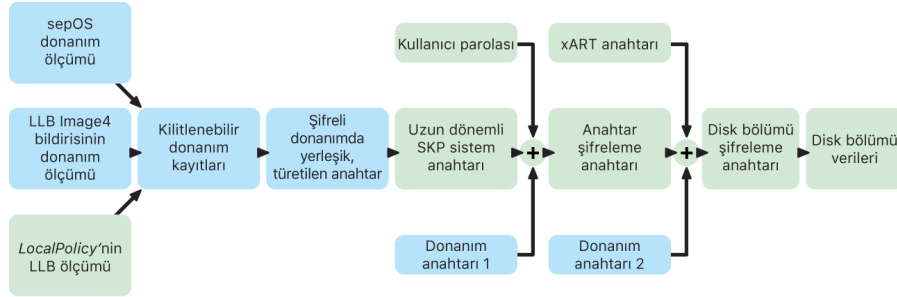 sepOS
donanım
ölçümü
LLB Image4
bildirisinin
donanım
ölçümü
LocalPolicy'nin
LLB ölçümü
Kilitlenebilir
donanım
kayıtları
Şifreli
donanımda
yerleşik,
türetilen anahtar
Uzun dönemli
SKP sistem
anahtarı
Kullanıcı parolası
+
Donanım
anahtarı 1
Anahtar
şifreleme
anahtarı
xART anahtarı
+
Donanım
anahtarı 2
Disk bölümü
şifreleme
anahtarı
Disk bölümü
verileri